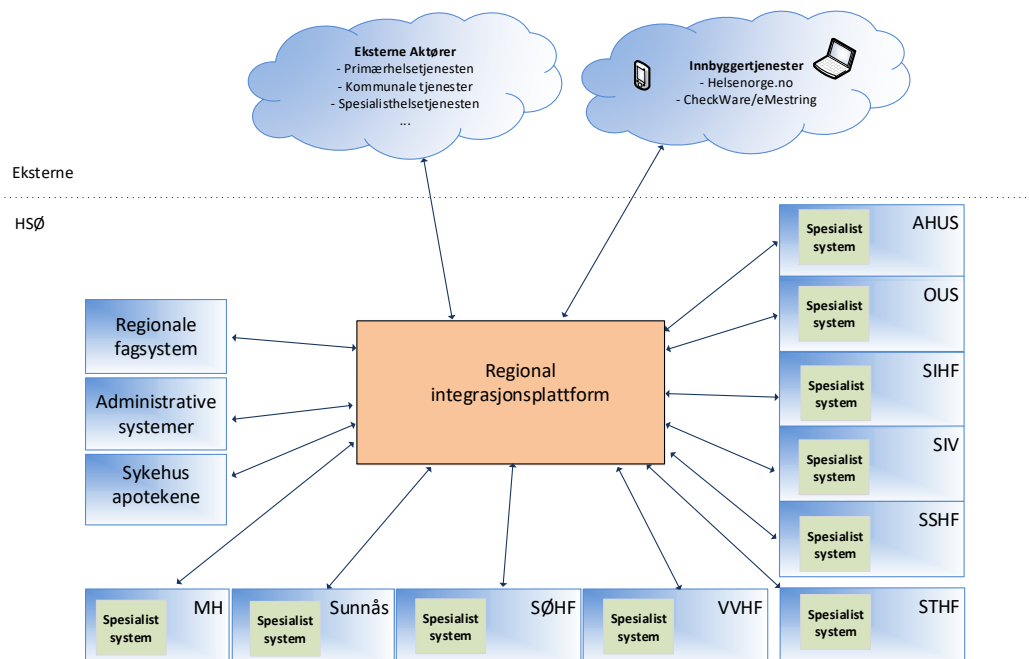 Eksterne Aktører
- Primærhelsetjenesten
- Kommunale tjenester
- Spesialisthelsetjenesten
...
Innbyggertjenester
- Helsenorge.no
- CheckWare/eMestring
Eksterne
HSØ
Regionale
fagsystem
Administrative
systemer
Sykehus
apotekene
Regional
integrasjonsplattform
AHUS
Spesialist
system
OUS
Spesialist
system
SIHF
Spesialist
system
SIV
Spesialist
system
SSHF
Spesialist
system
MH
Spesialist
system
Sunnås
Spesialist
system
SØHF
Spesialist
system
VVHF
Spesialist
system
STHF
Spesialist
system